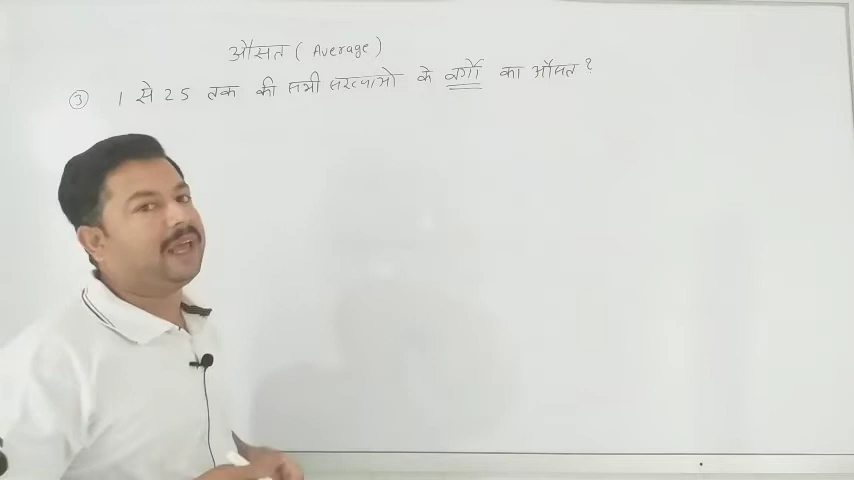 औसत ( Average )
③ 1 से 25 तक की सभी संख्याओ के वर्गों का औसत ?